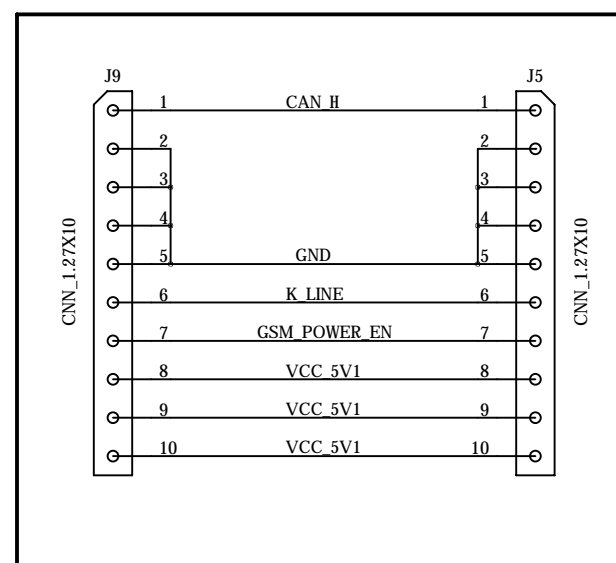 J9 J5
1 CAN_H 1
2 2
3 3
4 4
5 GND 5
6 K_LINE 6
7 GSM_POWER_EN 7
8 VCC_5V1 8
9 VCC_5V1 9
10 VCC_5V1 10
CNN_1.27X10
CNN_1.27X10